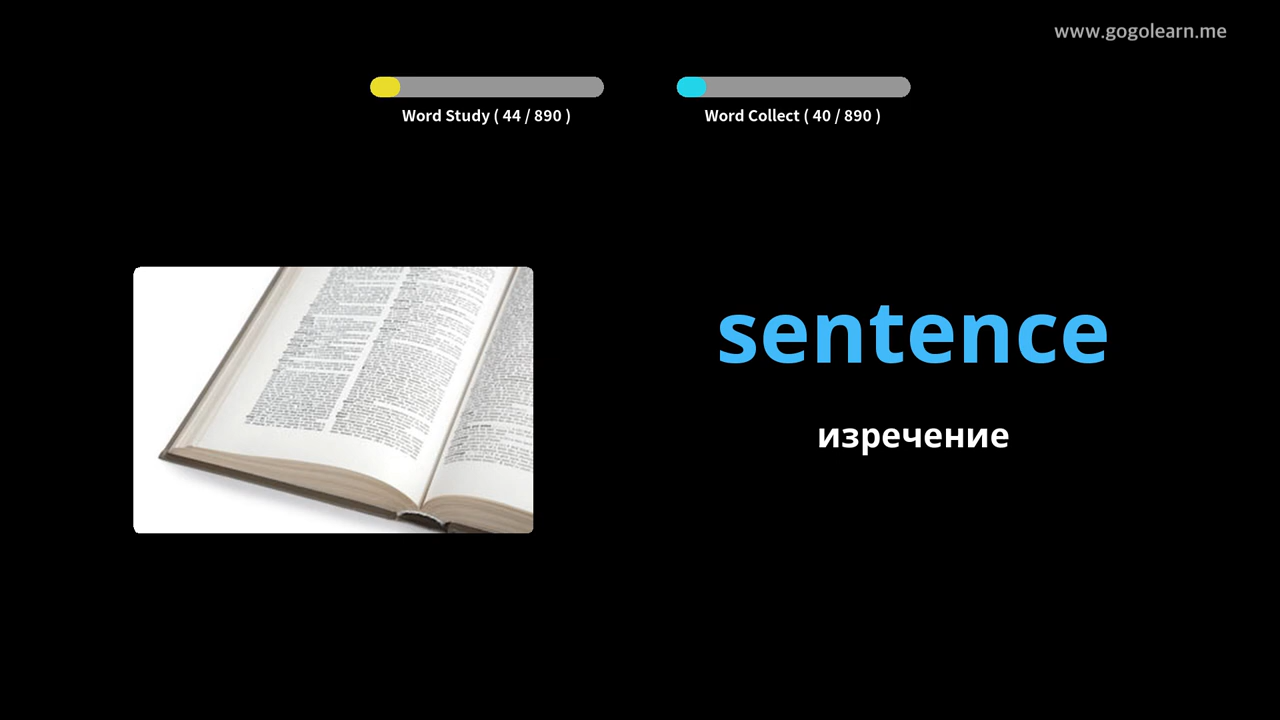 www.gogolearn.me
Word Study ( 44 / 890 )
Word Collect ( 40 / 890 )
sentence
изречение